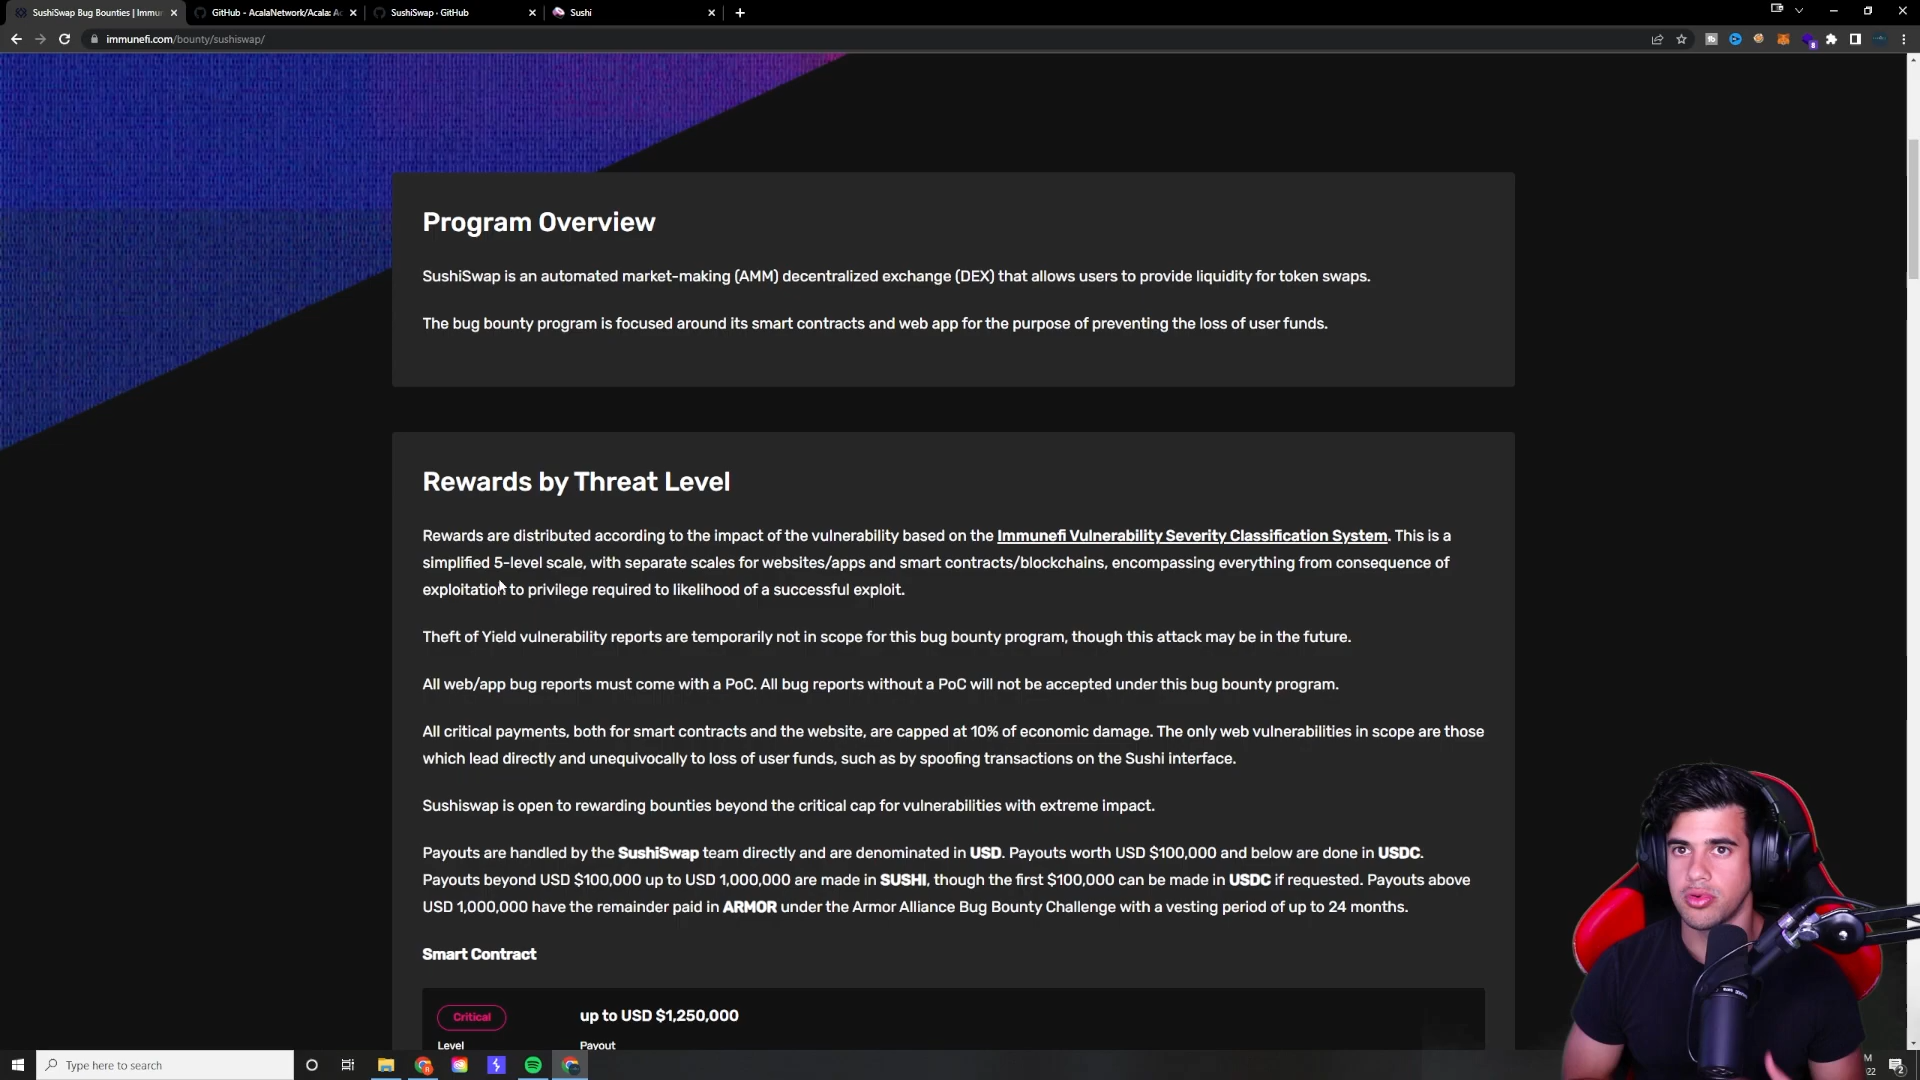 SushiSwap Bug Bounties | Immu
GitHub - AcalaNetwork/Acala: Ac
SushiSwap · GitHub
Sushi
immunefi.com/bounty/sushiswap/
8
Program Overview
SushiSwap is an automated market-making (AMM) decentralized exchange (DEX) that allows users to provide liquidity for token swaps.
The bug bounty program is focused around its smart contracts and web app for the purpose of preventing the loss of user funds.
Rewards by Threat Level
Rewards are distributed according to the impact of the vulnerability based on the Immunefi Vulnerability Severity Classification System. This is a
simplified 5-level scale, with separate scales for websites/apps and smart contracts/blockchains, encompassing everything from consequence of
exploitation to privilege required to likelihood of a successful exploit.
Theft of Yield vulnerability reports are temporarily not in scope for this bug bounty program, though this attack may be in the future.
All web/app bug reports must come with a PoC. All bug reports without a PoC will not be accepted under this bug bounty program.
All critical payments, both for smart contracts and the website, are capped at 10% of economic damage. The only web vulnerabilities in scope are those
which lead directly and unequivocally to loss of user funds, such as by spoofing transactions on the Sushi interface.
Sushiswap is open to rewarding bounties beyond the critical cap for vulnerabilities with extreme impact.
Payouts are handled by the SushiSwap team directly and are denominated in USD. Payouts worth USD $100,000 and below are done in USDC.
Payouts beyond USD $100,000 up to USD 1,000,000 are made in SUSHI, though the first $100,000 can be made in USDC if requested. Payouts above
USD 1,000,000 have the remainder paid in ARMOR under the Armor Alliance Bug Bounty Challenge with a vesting period of up to 24 months.
Smart Contract
Critical
up to USD $1,250,000
Level
Payout
Type here to search
M
022
2